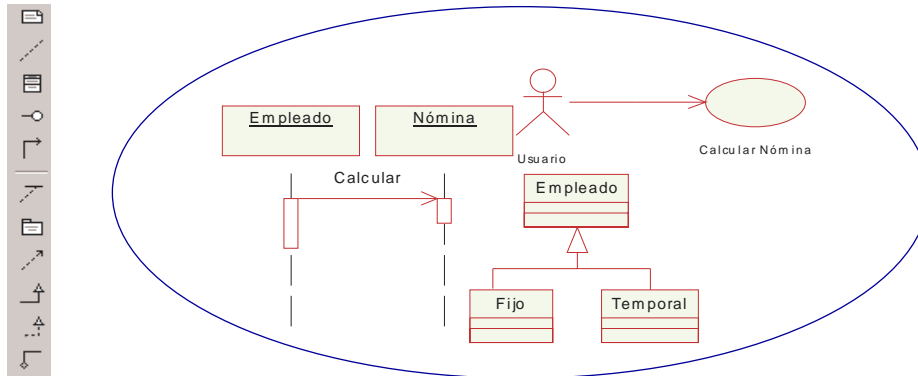 Empleado
Nómina
Usuario
Calcular Nómina
Calcular
Empleado
Fijo
Temporal